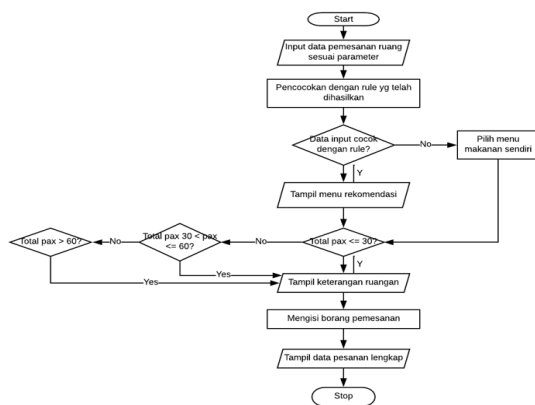 Start
Input data pemesanan ruang
sesuai parameter
Pencocokan dengan rule yg telah
dihasilkan
Data input cocok
dengan rule?
No
Pilih menu
makanan sendiri
Y
Tampil menu rekomendasi
Total pax > 60?
No
Total pax 30 < pax
<= 60?
No
Total pax <= 30?
Yes
Yes
Y
Tampil keterangan ruangan
Mengisi borang pemesanan
Tampil data pesanan lengkap
Stop